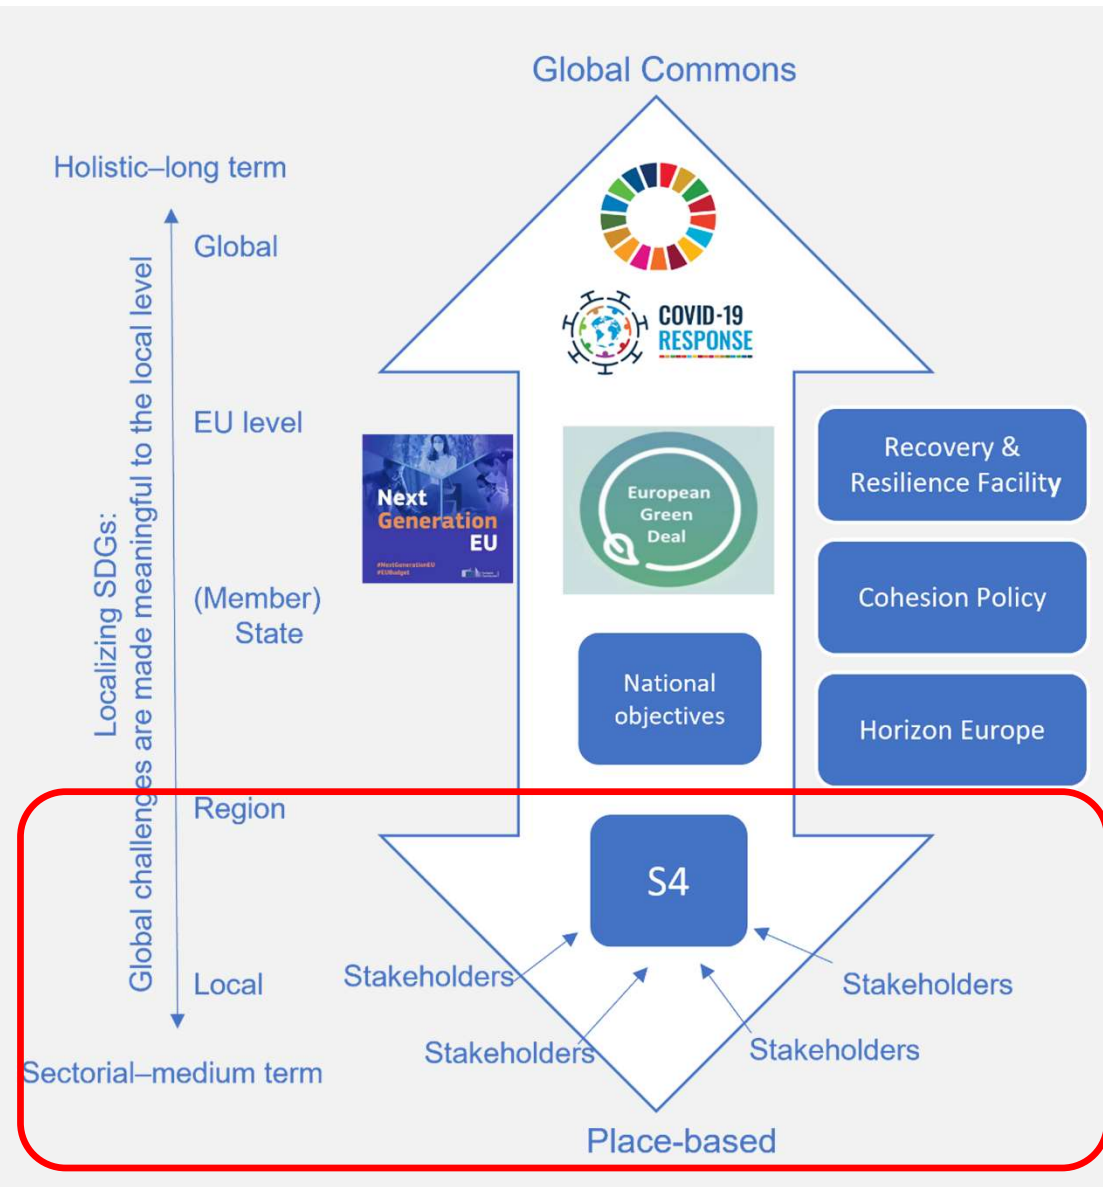 Global Commons
Holistic–long term
Global
COVID-19
RESPONSE
Localizing SDGs:
Global challenges are made meaningful to the local level
EU level
Next
Generation
EU
#NextGenerationEU
#EUBudget
European
Green
Deal
Recovery &
Resilience Facility
(Member)
State
Cohesion Policy
National
objectives
Horizon Europe
Region
S4
Local
Stakeholders
Stakeholders
Stakeholders
Stakeholders
Sectorial–medium term
Place-based